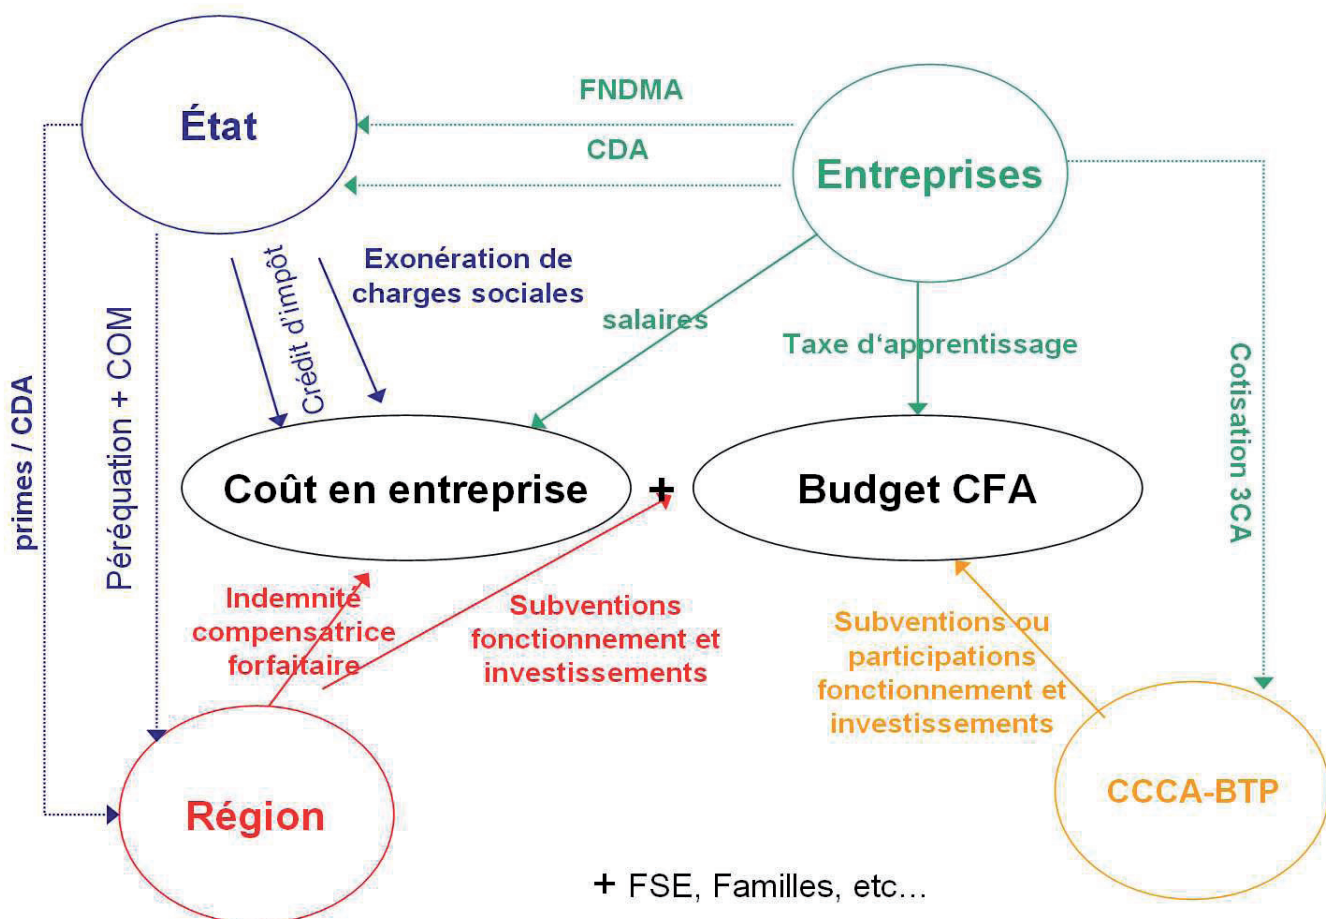 FNDMA
État
CDA
Entreprises
Exonération de
charges sociales
Crédit d'impôt
salaires
Taxe d'apprentissage
primes / CDA
Péréquation + COM
Cotisation 3CA
Coût en entreprise
+
Budget CFA
Indemnité
compensatrice
forfaitaire
Subventions
fonctionnement et
investissements
Subventions ou
participations
fonctionnement et
investissements
Région
CCCA-BTP
+ FSE, Familles, etc...